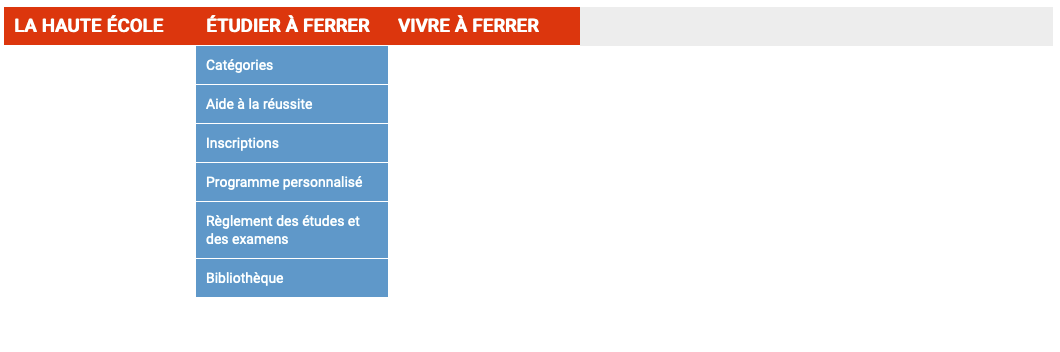 LA HAUTE ÉCOLE ÉTUDIER À FERRER VIVRE À FERRER
Catégories
Aide à la réussite
Inscriptions
Programme personnalisé
Règlement des études et
des examens
Bibliothèque